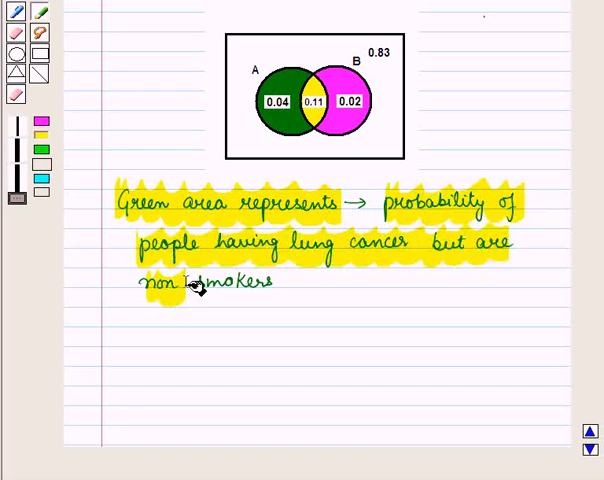 0.83
A
B
0.04 0.11 0.02
Green area represents → probability of
people having lung cancer but are
non smokers